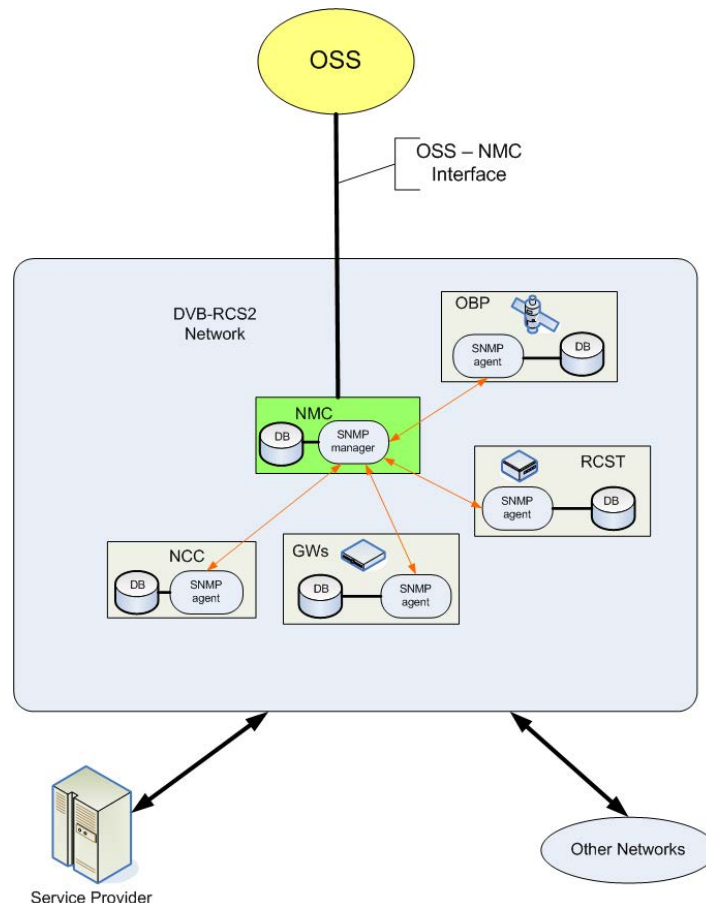 OSS
OSS – NMC
Interface
DVB-RCS2
Network
OBP
SNMP
agent
DB
NMC
DB
SNMP
manager
RCST
SNMP
agent
DB
NCC
DB
SNMP
agent
GWs
DB
SNMP
agent
Service Provider
Other Networks